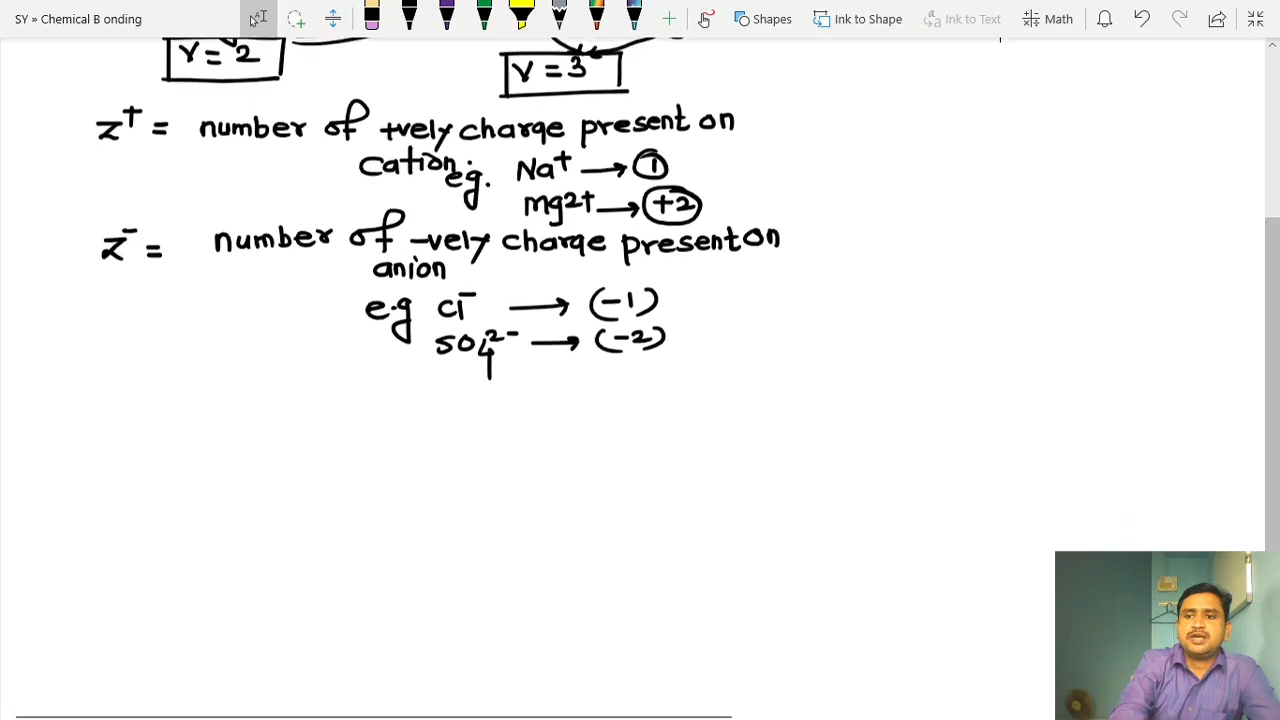 SY » Chemical B onding
Shapes
Ink to Shape
Ink to Text
Math
γ = 2
γ = 3
z⁺ = number of +vely charge present on
cation eg. Na⁺ → 1
mg2+ → +2
z⁻ = number of -vely charge present on
anion
e.g Cl⁻ → (-1)
SO₄²⁻ → (-2)